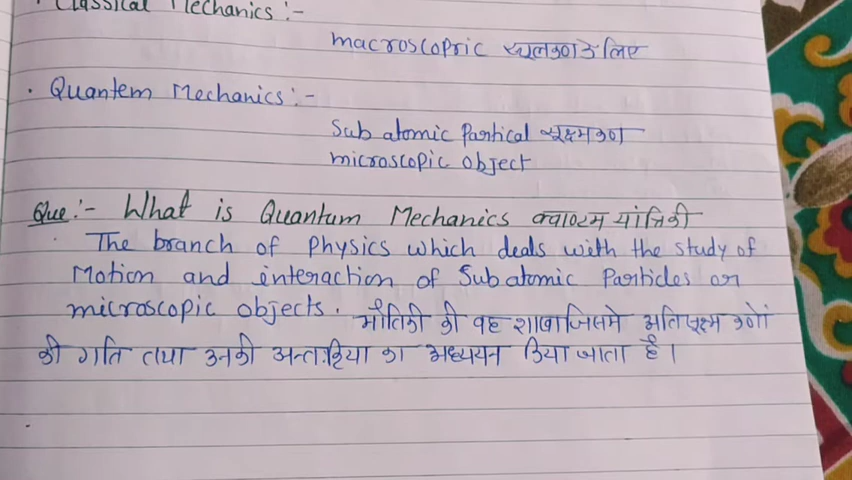 . Classical Mechanics :-
macroscopric स्थूलकण के लिए
. Quantem Mechanics :-
Sub atomic Partical सूक्ष्मकण
microscopic object
Que:- What is Quantum Mechanics क्वाण्टम यांत्रिकी
The branch of Physics which deals with the study of
Motion and interaction of Sub atomic Particles or
microscopic objects. भौतिकी की वह शाखा जिसमे अतिसूक्ष्म कणों
की गति तथा उनकी अन्तःक्रिया का अध्ययन किया जाता है।